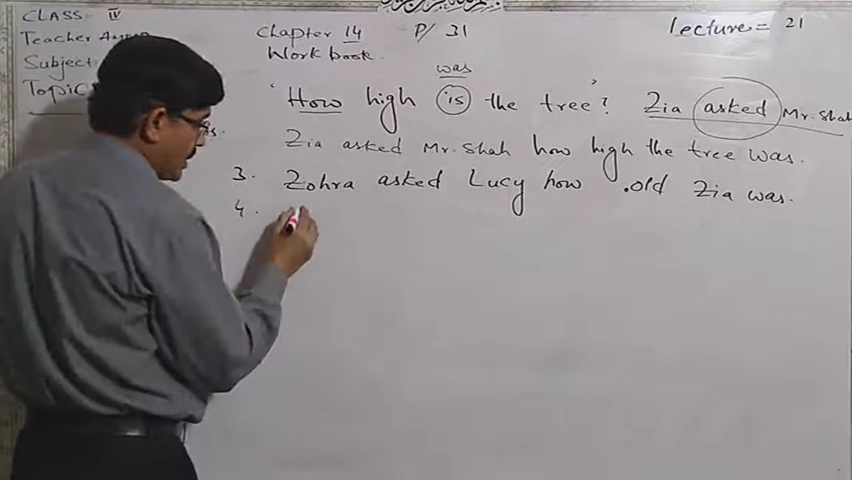 CLASS: IV
Chapter 14 P/ 31
Lecture = 21
Teacher
Work book.
Subject:
Topic
was
'How high is the tree'? Zia asked Mr. Shah
Zia asked Mr. Shah how high the tree was.
3. Zohra asked Lucy how old Zia was.
4.